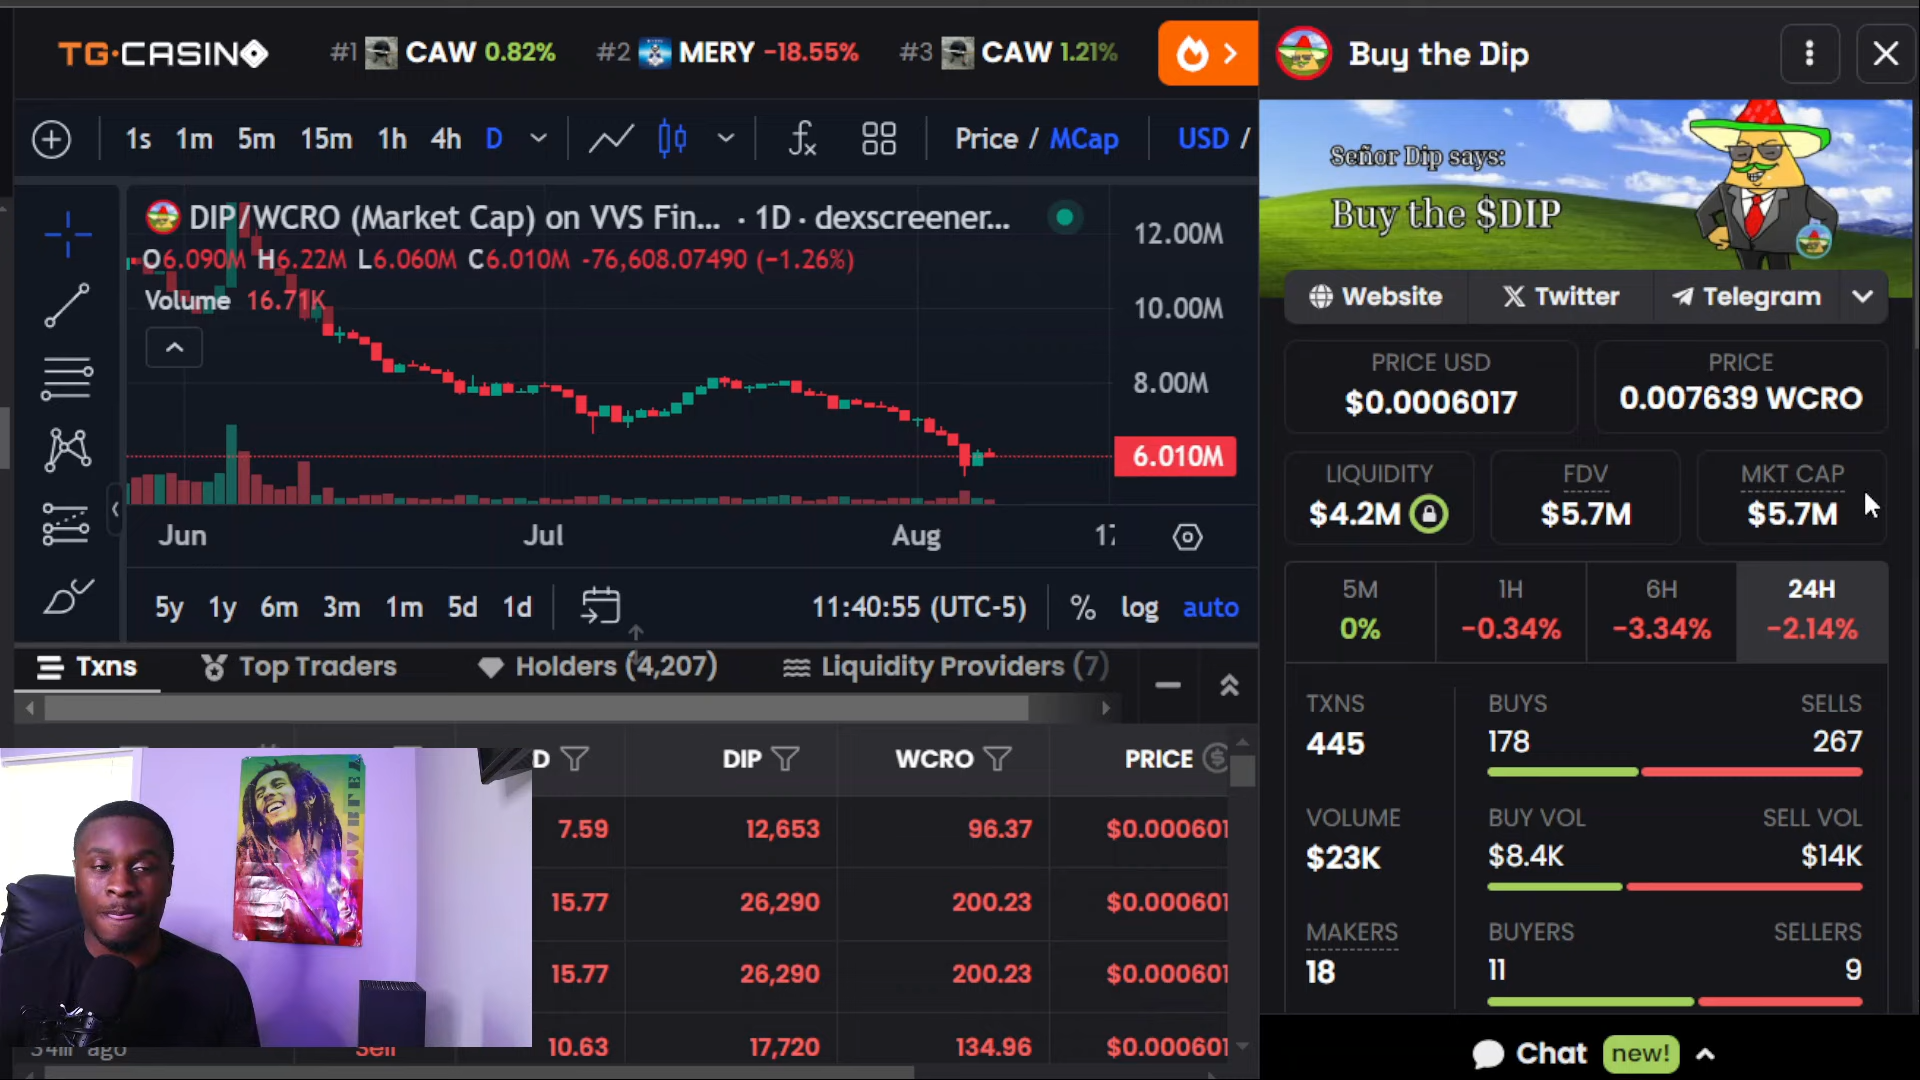 TG·CASINO
#1 CAW 0.82% #2 MERY -18.55% #3 CAW 1.21%
Buy the Dip
1s 1m 5m 15m 1h 4h D
Price / MCap
USD /
Señor Dip says:
Buy the $DIP
DIP/WCRO (Market Cap) on VVS Fin... · 1D · dexscreener...
O6.090M H6.22M L6.060M C6.010M -76,608.07490 (−1.26%)
Volume 16.71K
12.00M
10.00M
8.00M
6.010M
Jun Jul Aug
5y 1y 6m 3m 1m 5d 1d
11:40:55 (UTC-5) % log auto
Website Twitter Telegram
PRICE USD
$0.0006017
PRICE
0.007639 WCRO
LIQUIDITY
$4.2M
FDV
$5.7M
MKT CAP
$5.7M
5M 1H 6H 24H
0% -0.34% -3.34% -2.14%
TXNS
445
BUYS SELLS
178 267
VOLUME
$23K
BUY VOL SELL VOL
$8.4K $14K
MAKERS
18
BUYERS SELLERS
11 9
Chat new!
Txns Top Traders Holders (4,207) Liquidity Providers (7)
D DIP WCRO PRICE
7.59 12,653 96.37 $0.000601
15.77 26,290 200.23 $0.000601
15.77 26,290 200.23 $0.000601
34m ago Sell 10.63 17,720 134.96 $0.000601